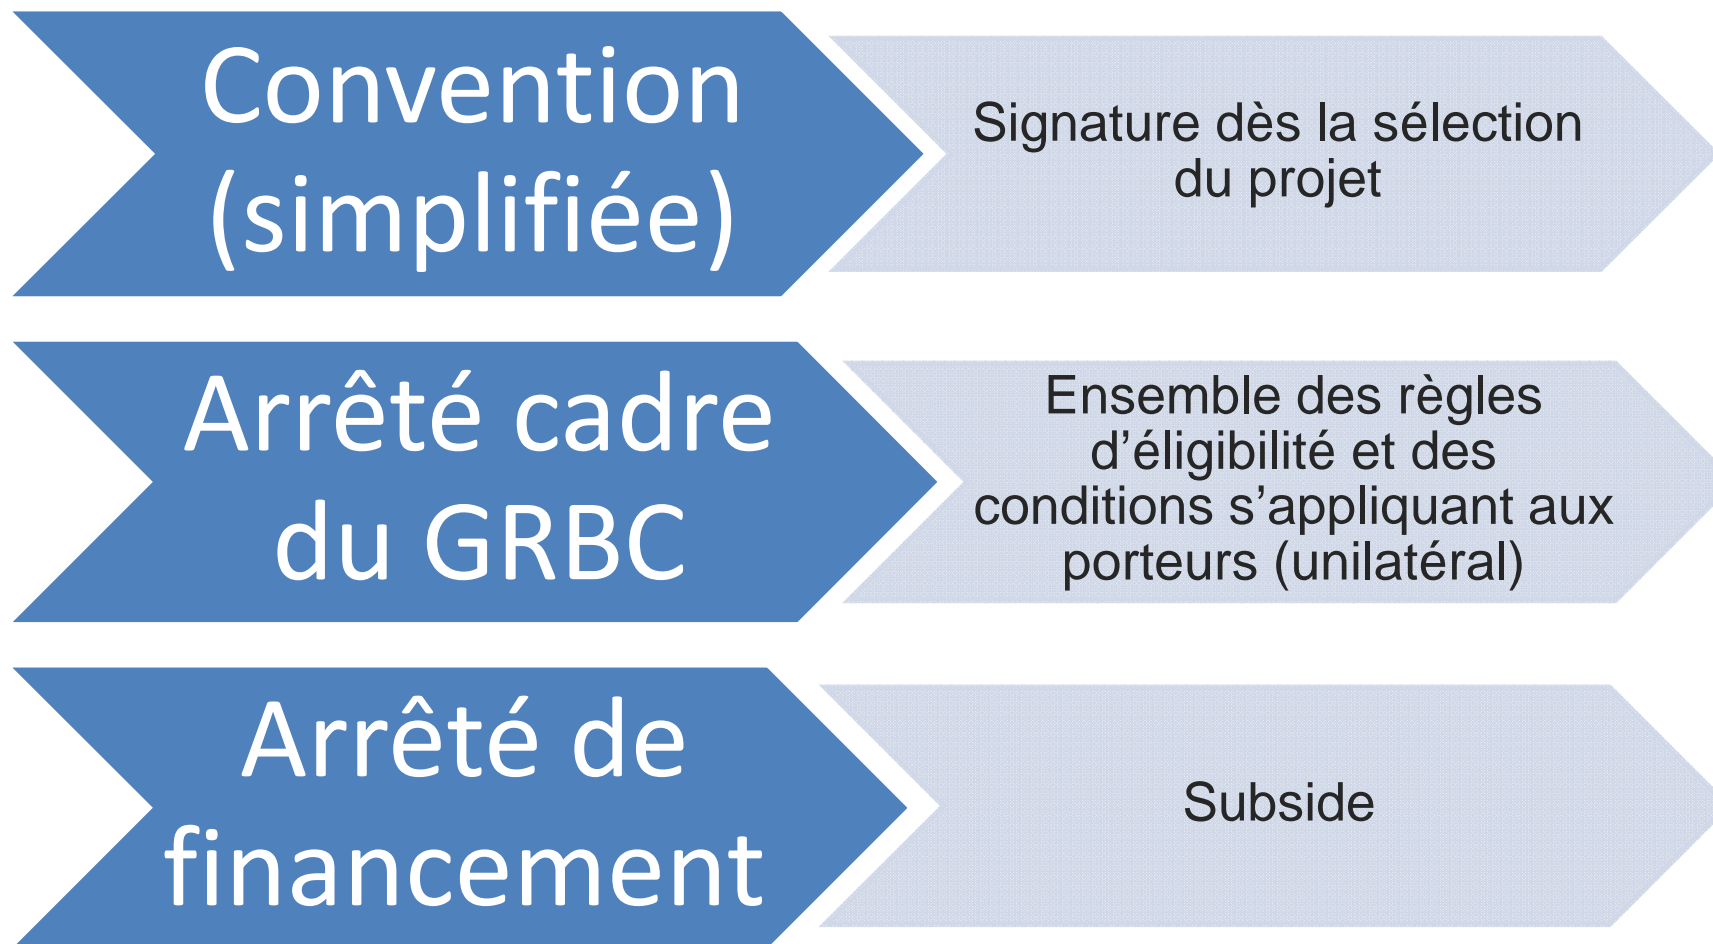 Convention
(simplifiée)
Signature dès la sélection
du projet
Arrêté cadre
du GRBC
Ensemble des règles
d’éligibilité et des
conditions s’appliquant aux
porteurs (unilatéral)
Arrêté de
financement
Subside